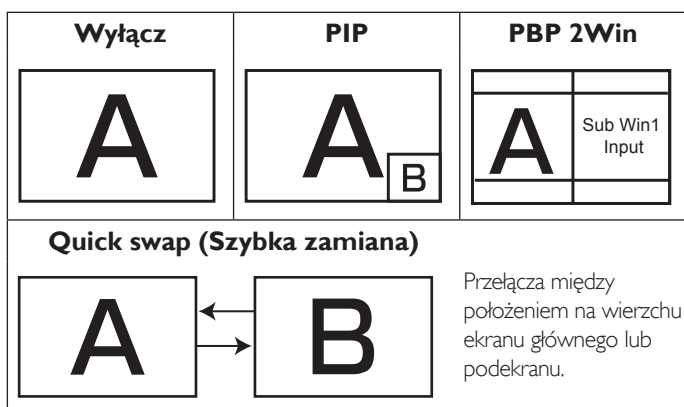 Wyłącz
PIP
PBP 2Win
A
A
B
A
Sub Win1
Input
Quick swap (Szybka zamiana)
A
B
Przełącza między
położeniem na wierzchu
ekranu głównego lub
podekranu.